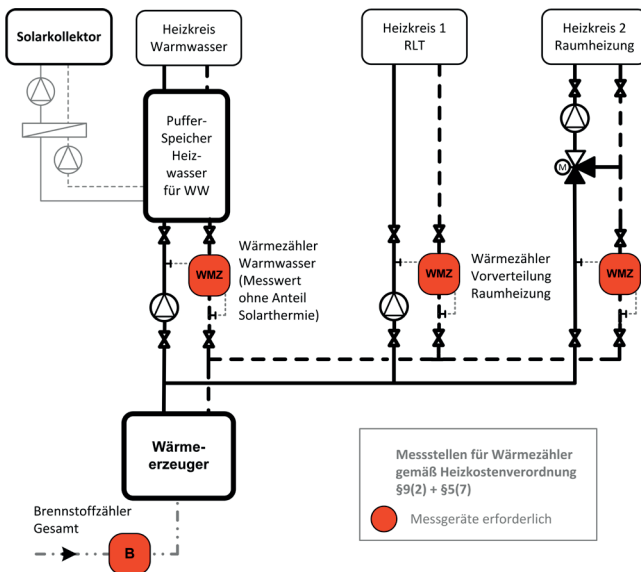 Solarkollektor
Heizkreis
Warmwasser
Heizkreis 1
RLT
Heizkreis 2
Raumheizung
Puffer-
Speicher
Heiz-
wasser
für WW
M
Wärmezähler
Warmwasser
(Messwert
ohne Anteil
Solarthermie)
WMZ
WMZ
Wärmezähler
Vorverteilung
Raumheizung
WMZ
Wärme-
erzeuger
Brennstoffzähler
Gesamt
B
Messstellen für Wärmezähler
gemäß Heizkostenverordnung
§9(2) + §5(7)
Messgeräte erforderlich